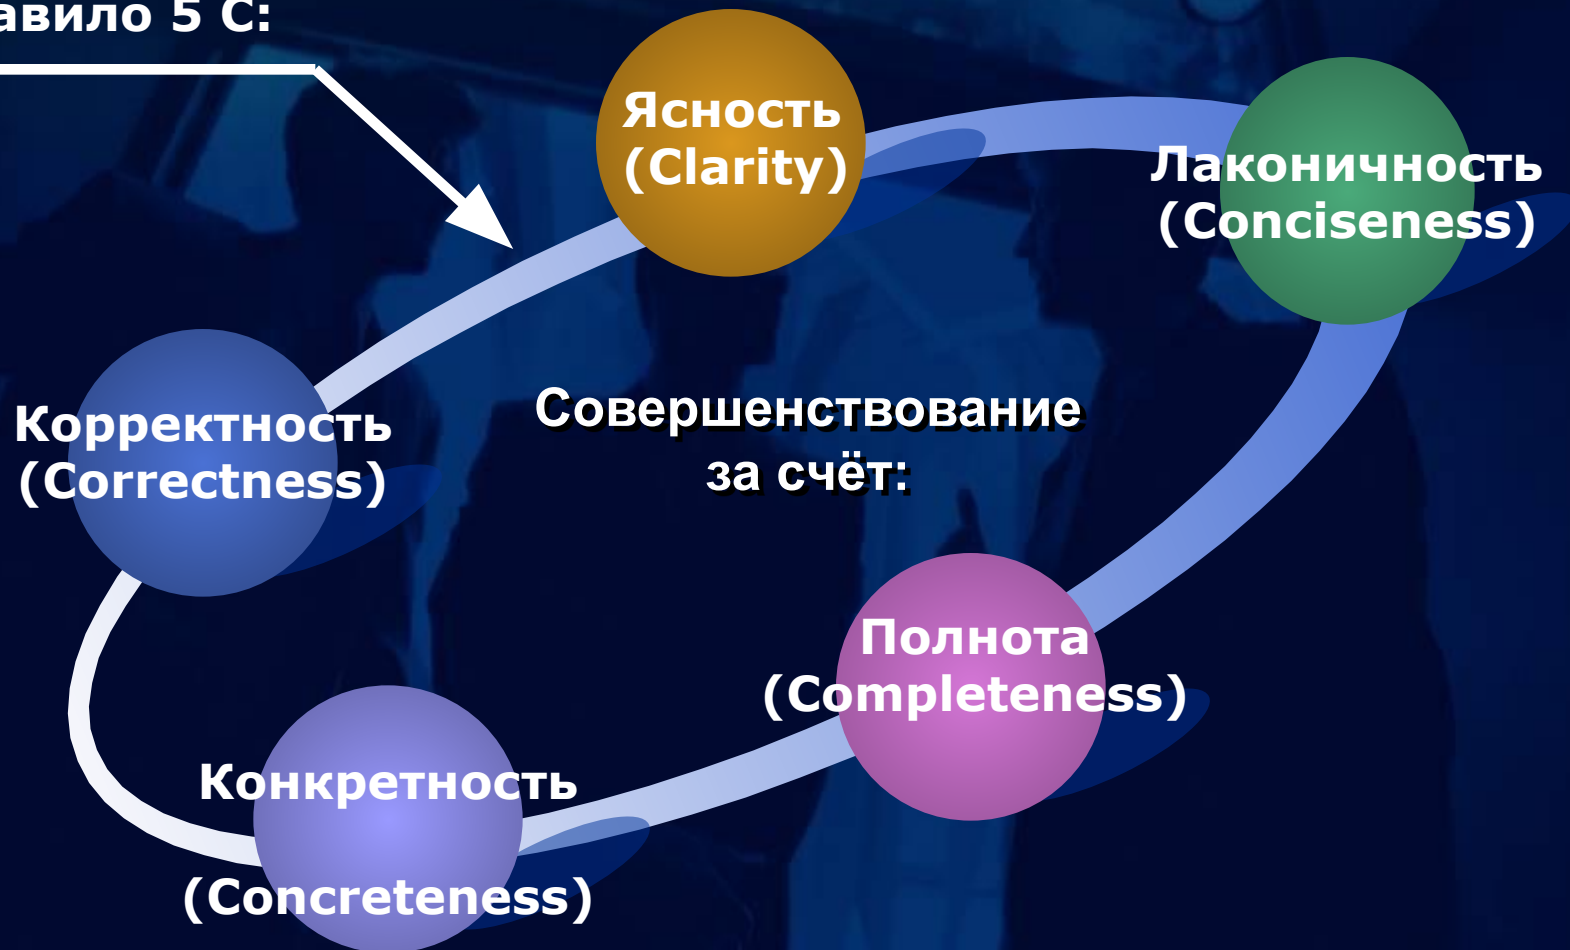 авило 5 С:
Ясность
(Clarity)
Лаконичность
(Conciseness)
Корректность
(Correctness)
Совершенствование
за счёт:
Полнота
(Completeness)
Конкретность
(Concreteness)